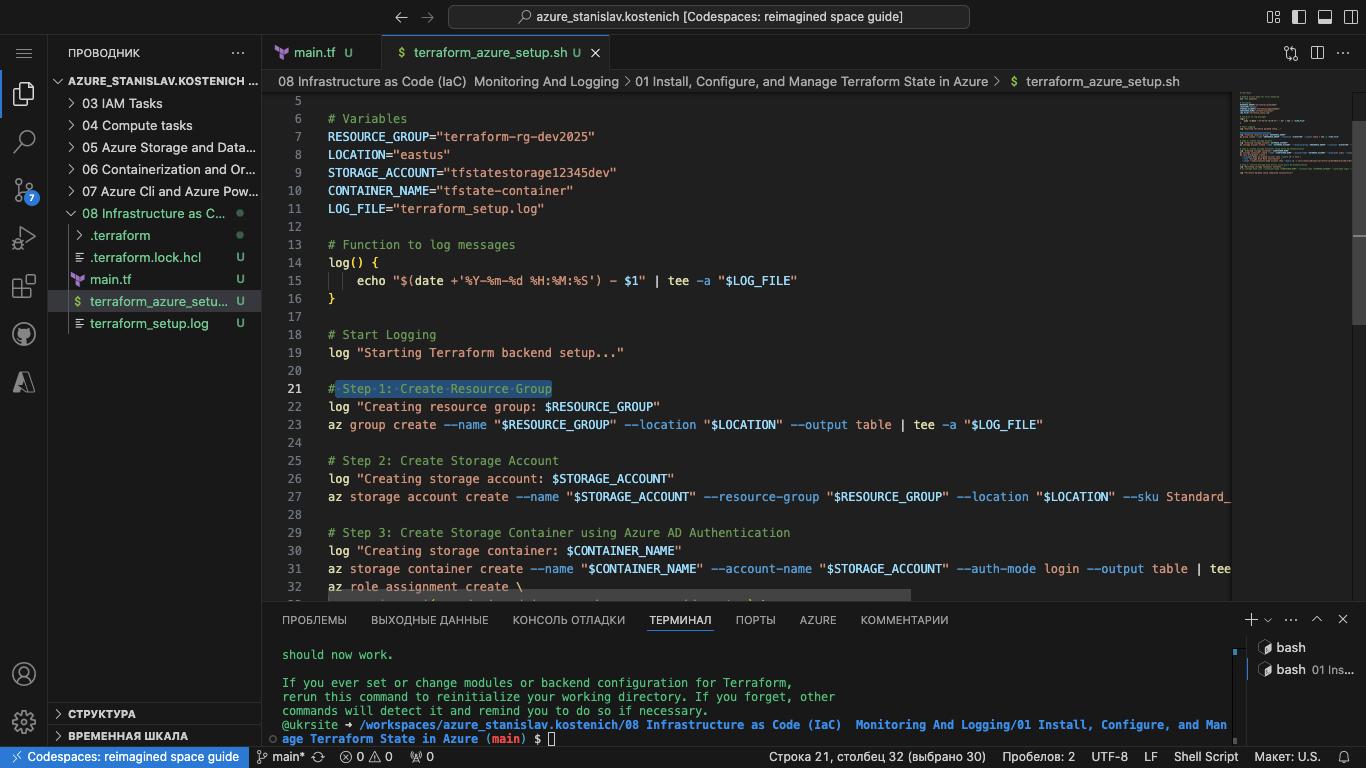 azure_stanislav.kostenich [Codespaces: reimagined space guide]
ПРОВОДНИК
AZURE_STANISLAV.KOSTENICH ...
03 IAM Tasks
04 Compute tasks
05 Azure Storage and Data...
06 Containerization and Or...
07 Azure Cli and Azure Pow...
08 Infrastructure as C...
.terraform
.terraform.lock.hcl U
main.tf U
$ terraform_azure_setu... U
terraform_setup.log U
7
СТРУКТУРА
ВРЕМЕННАЯ ШКАЛА
main.tf U
$ terraform_azure_setup.sh U
08 Infrastructure as Code (IaC) Monitoring And Logging > 01 Install, Configure, and Manage Terraform State in Azure > $ terraform_azure_setup.sh
5
6 # Variables
7 RESOURCE_GROUP="terraform-rg-dev2025"
8 LOCATION="eastus"
9 STORAGE_ACCOUNT="tfstatestorage12345dev"
10 CONTAINER_NAME="tfstate-container"
11 LOG_FILE="terraform_setup.log"
12
13 # Function to log messages
14 log() {
15 echo "$(date +'%Y-%m-%d %H:%M:%S') - $1" | tee -a "$LOG_FILE"
16 }
17
18 # Start Logging
19 log "Starting Terraform backend setup..."
20
21 # Step 1: Create Resource Group
22 log "Creating resource group: $RESOURCE_GROUP"
23 az group create --name "$RESOURCE_GROUP" --location "$LOCATION" --output table | tee -a "$LOG_FILE"
24
25 # Step 2: Create Storage Account
26 log "Creating storage account: $STORAGE_ACCOUNT"
27 az storage account create --name "$STORAGE_ACCOUNT" --resource-group "$RESOURCE_GROUP" --location "$LOCATION" --sku Standard_
28
29 # Step 3: Create Storage Container using Azure AD Authentication
30 log "Creating storage container: $CONTAINER_NAME"
31 az storage container create --name "$CONTAINER_NAME" --account-name "$STORAGE_ACCOUNT" --auth-mode login --output table | tee
32 az role assignment create \
ПРОБЛЕМЫ ВЫХОДНЫЕ ДАННЫЕ КОНСОЛЬ ОТЛАДКИ ТЕРМИНАЛ ПОРТЫ AZURE КОММЕНТАРИИ
should now work.
If you ever set or change modules or backend configuration for Terraform,
rerun this command to reinitialize your working directory. If you forget, other
commands will detect it and remind you to do so if necessary.
@ukrsite ➜ /workspaces/azure_stanislav.kostenich/08 Infrastructure as Code (IaC)  Monitoring And Logging/01 Install, Configure, and Man
age Terraform State in Azure (main) $
bash
bash 01 Ins...
Codespaces: reimagined space guide main* 0 0 0 Строка 21, столбец 32 (выбрано 30) Пробелов: 2 UTF-8 LF Shell Script Макет: U.S.